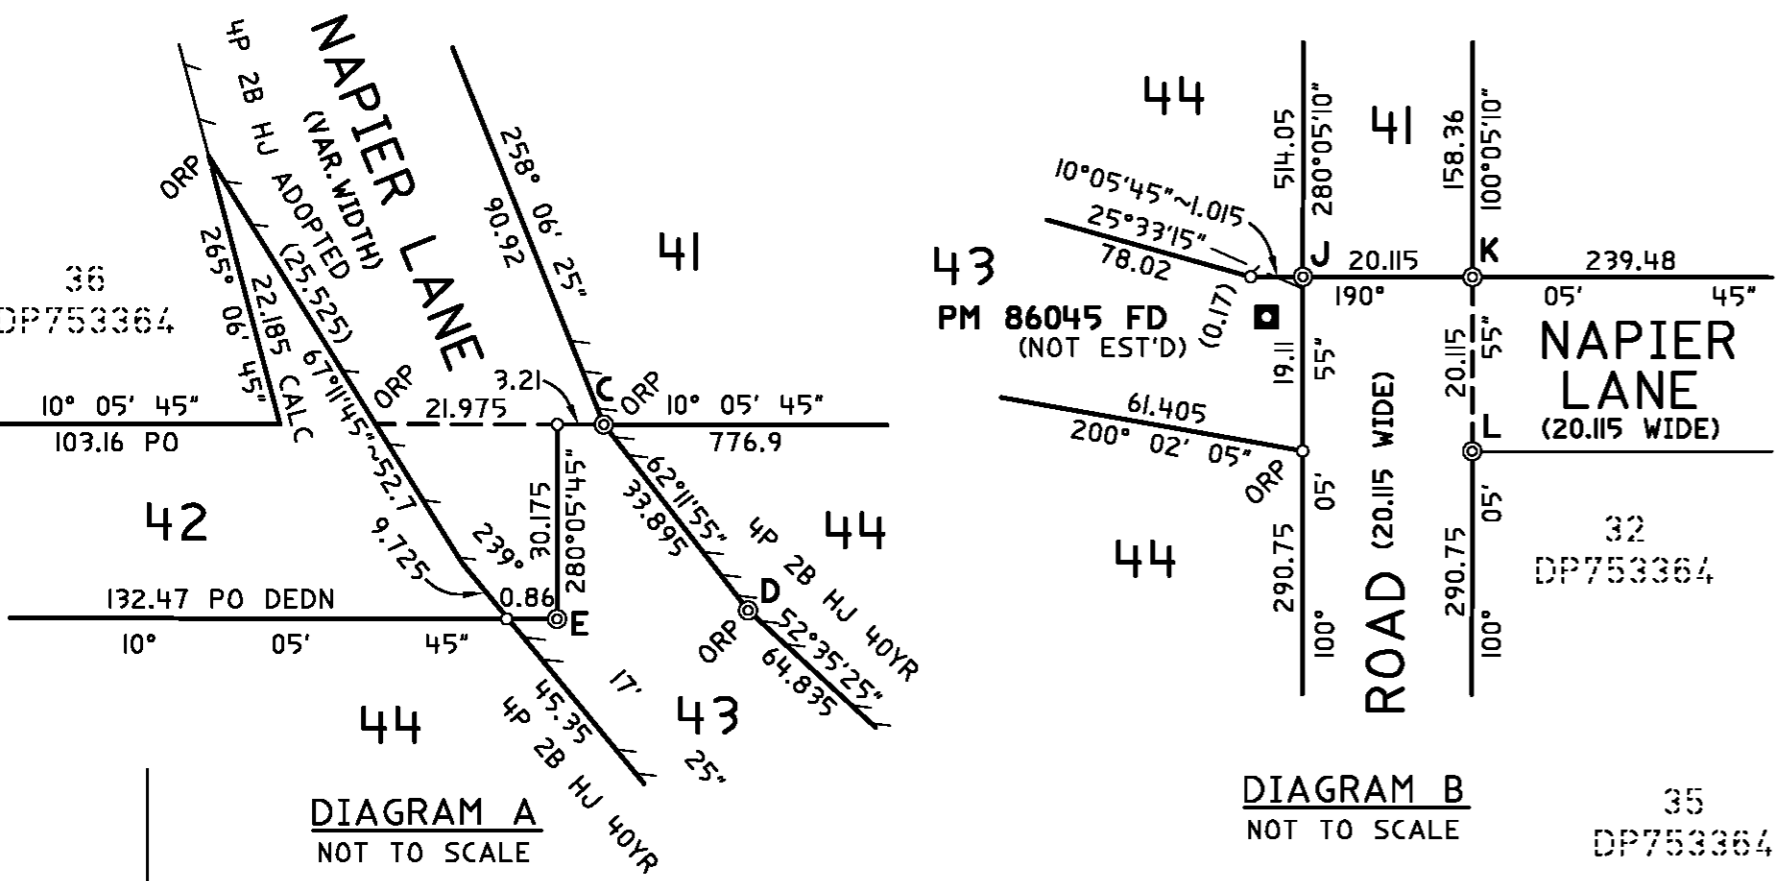 4P 2B HJ ADOPTED
(25.525)
NAPIER LANE
(VAR. WIDTH)
258° 06' 25"
90.92
41
ORP
36
DP753364
265° 06' 45"
22.185 CALC
67°11'45"~52.7
ORP
3.21
C
ORP
10° 05' 45"
103.16 PO
21.975
10° 05' 45"
776.9
42
9.725
239°
30.175
280°05'45"
62°11'55"
33.895
44
4P 2B HJ 40YR
132.47 PO DEDN
0.86
E
D
ORP
10° 05' 45"
52°35'25"
64.835
17'
45.35
4P 2B HJ 40YR
44
43
25"
DIAGRAM A
NOT TO SCALE
44
514.05
280°05'10"
41
158.36
100°05'10"
10°05'45"~1.015
25°33'15"
78.02
43
J
20.115
K
239.48
190°
05'
45"
PM 86045 FD
(NOT EST'D)
(0.17)
19.11
55"
20.115
55"
NAPIER
LANE
(20.115 WIDE)
L
61.405
200° 02' 05"
ORP
ROAD (20.115 WIDE)
05'
05'
32
DP753364
44
290.75
100°
290.75
100°
DIAGRAM B
NOT TO SCALE
35
DP753364